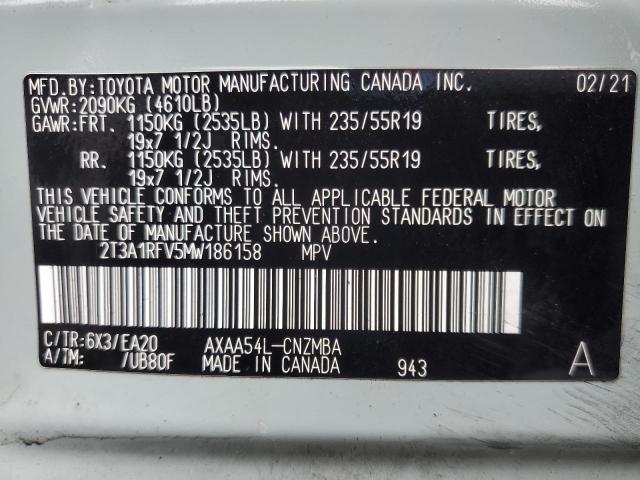 MFD.BY:TOYOTA MOTOR MANUFACTURING CANADA INC. 02/21
GVWR:2090KG (4610LB)
GAWR:FRT. 1150KG (2535LB) WITH 235/55R19 TIRES,
19x7 1/2J RIMS.
RR. 1150KG (2535LB) WITH 235/55R19 TIRES,
19x7 1/2J RIMS.
THIS VEHICLE CONFORMS TO ALL APPLICABLE FEDERAL MOTOR
VEHICLE SAFETY AND THEFT PREVENTION STANDARDS IN EFFECT ON
THE DATE OF MANUFACTURE SHOWN ABOVE.
2T3A1RFV5MW186158 MPV
C/TR:6X3/EA20 AXAA54L-CNZMBA
A/TM: /UB80F MADE IN CANADA 943 A